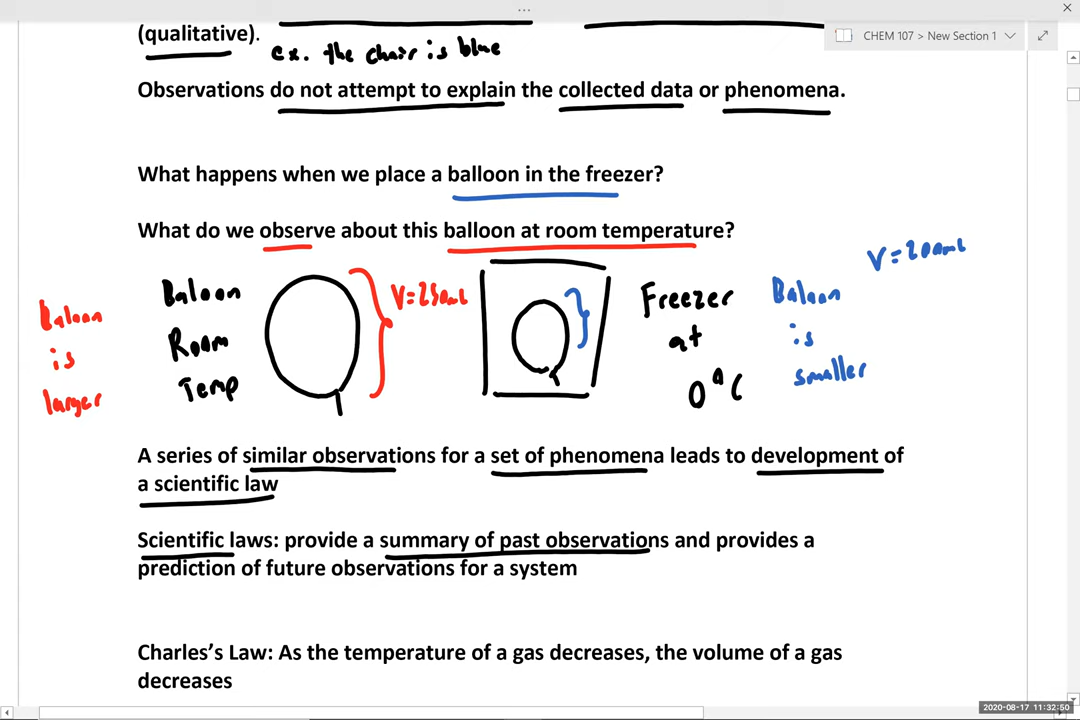 (qualitative).
ex. the chair is blue
CHEM 107 > New Section 1
Observations do not attempt to explain the collected data or phenomena.
What happens when we place a balloon in the freezer?
What do we observe about this balloon at room temperature?
V=200mL
Baloon
Room
Temp
V=250mL
Freezer
at
0°C
Baloon
is
smaller
Baloon
is
larger
A series of similar observations for a set of phenomena leads to development of
a scientific law
Scientific laws: provide a summary of past observations and provides a
prediction of future observations for a system
Charles's Law: As the temperature of a gas decreases, the volume of a gas
decreases
2020-08-17 11:32:50